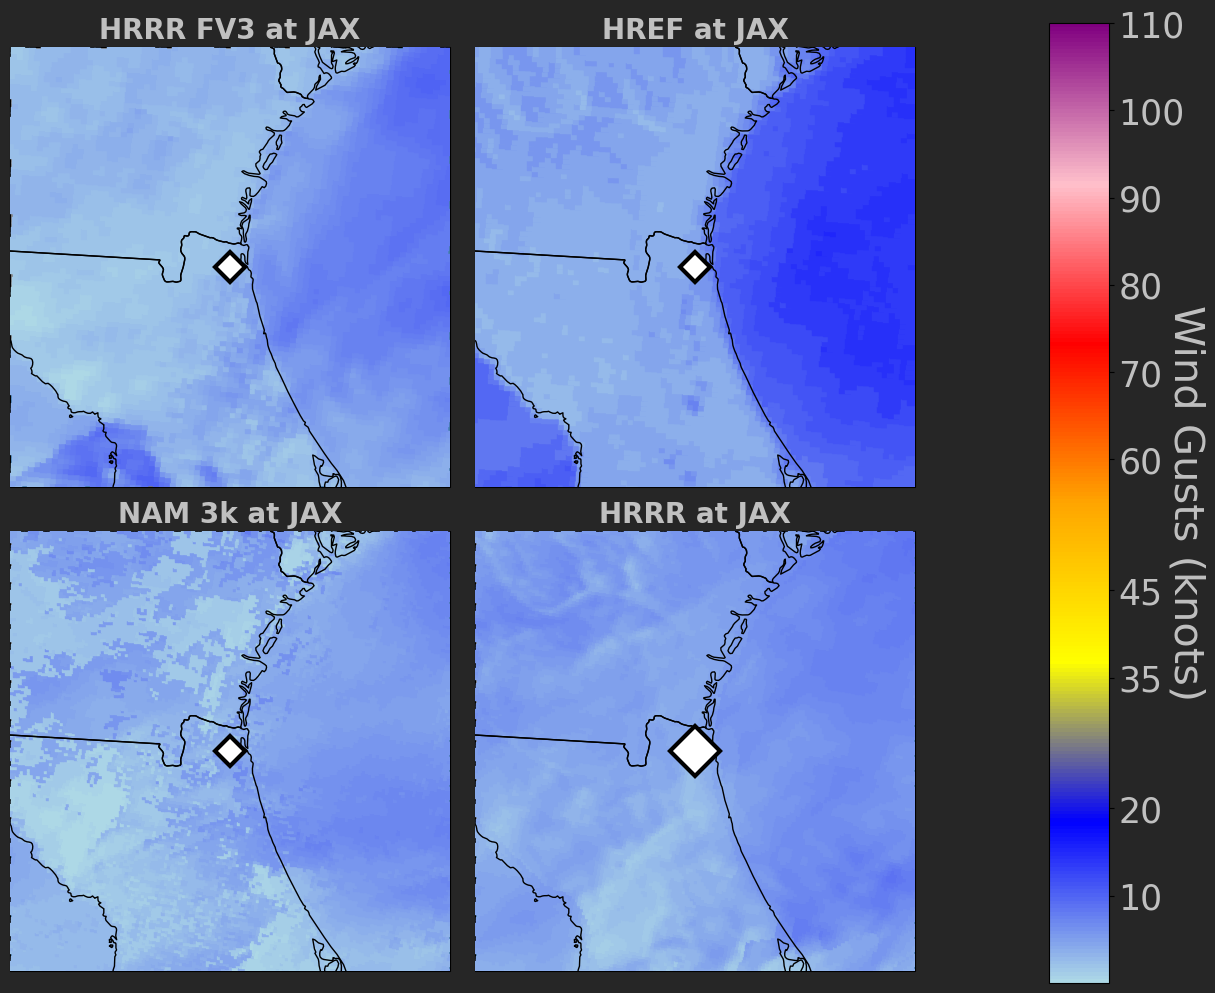 HRRR FV3 at JAX
HREF at JAX
NAM 3k at JAX
HRRR at JAX
110
100
90
80
70
60
45
35
20
10
Wind Gusts (knots)